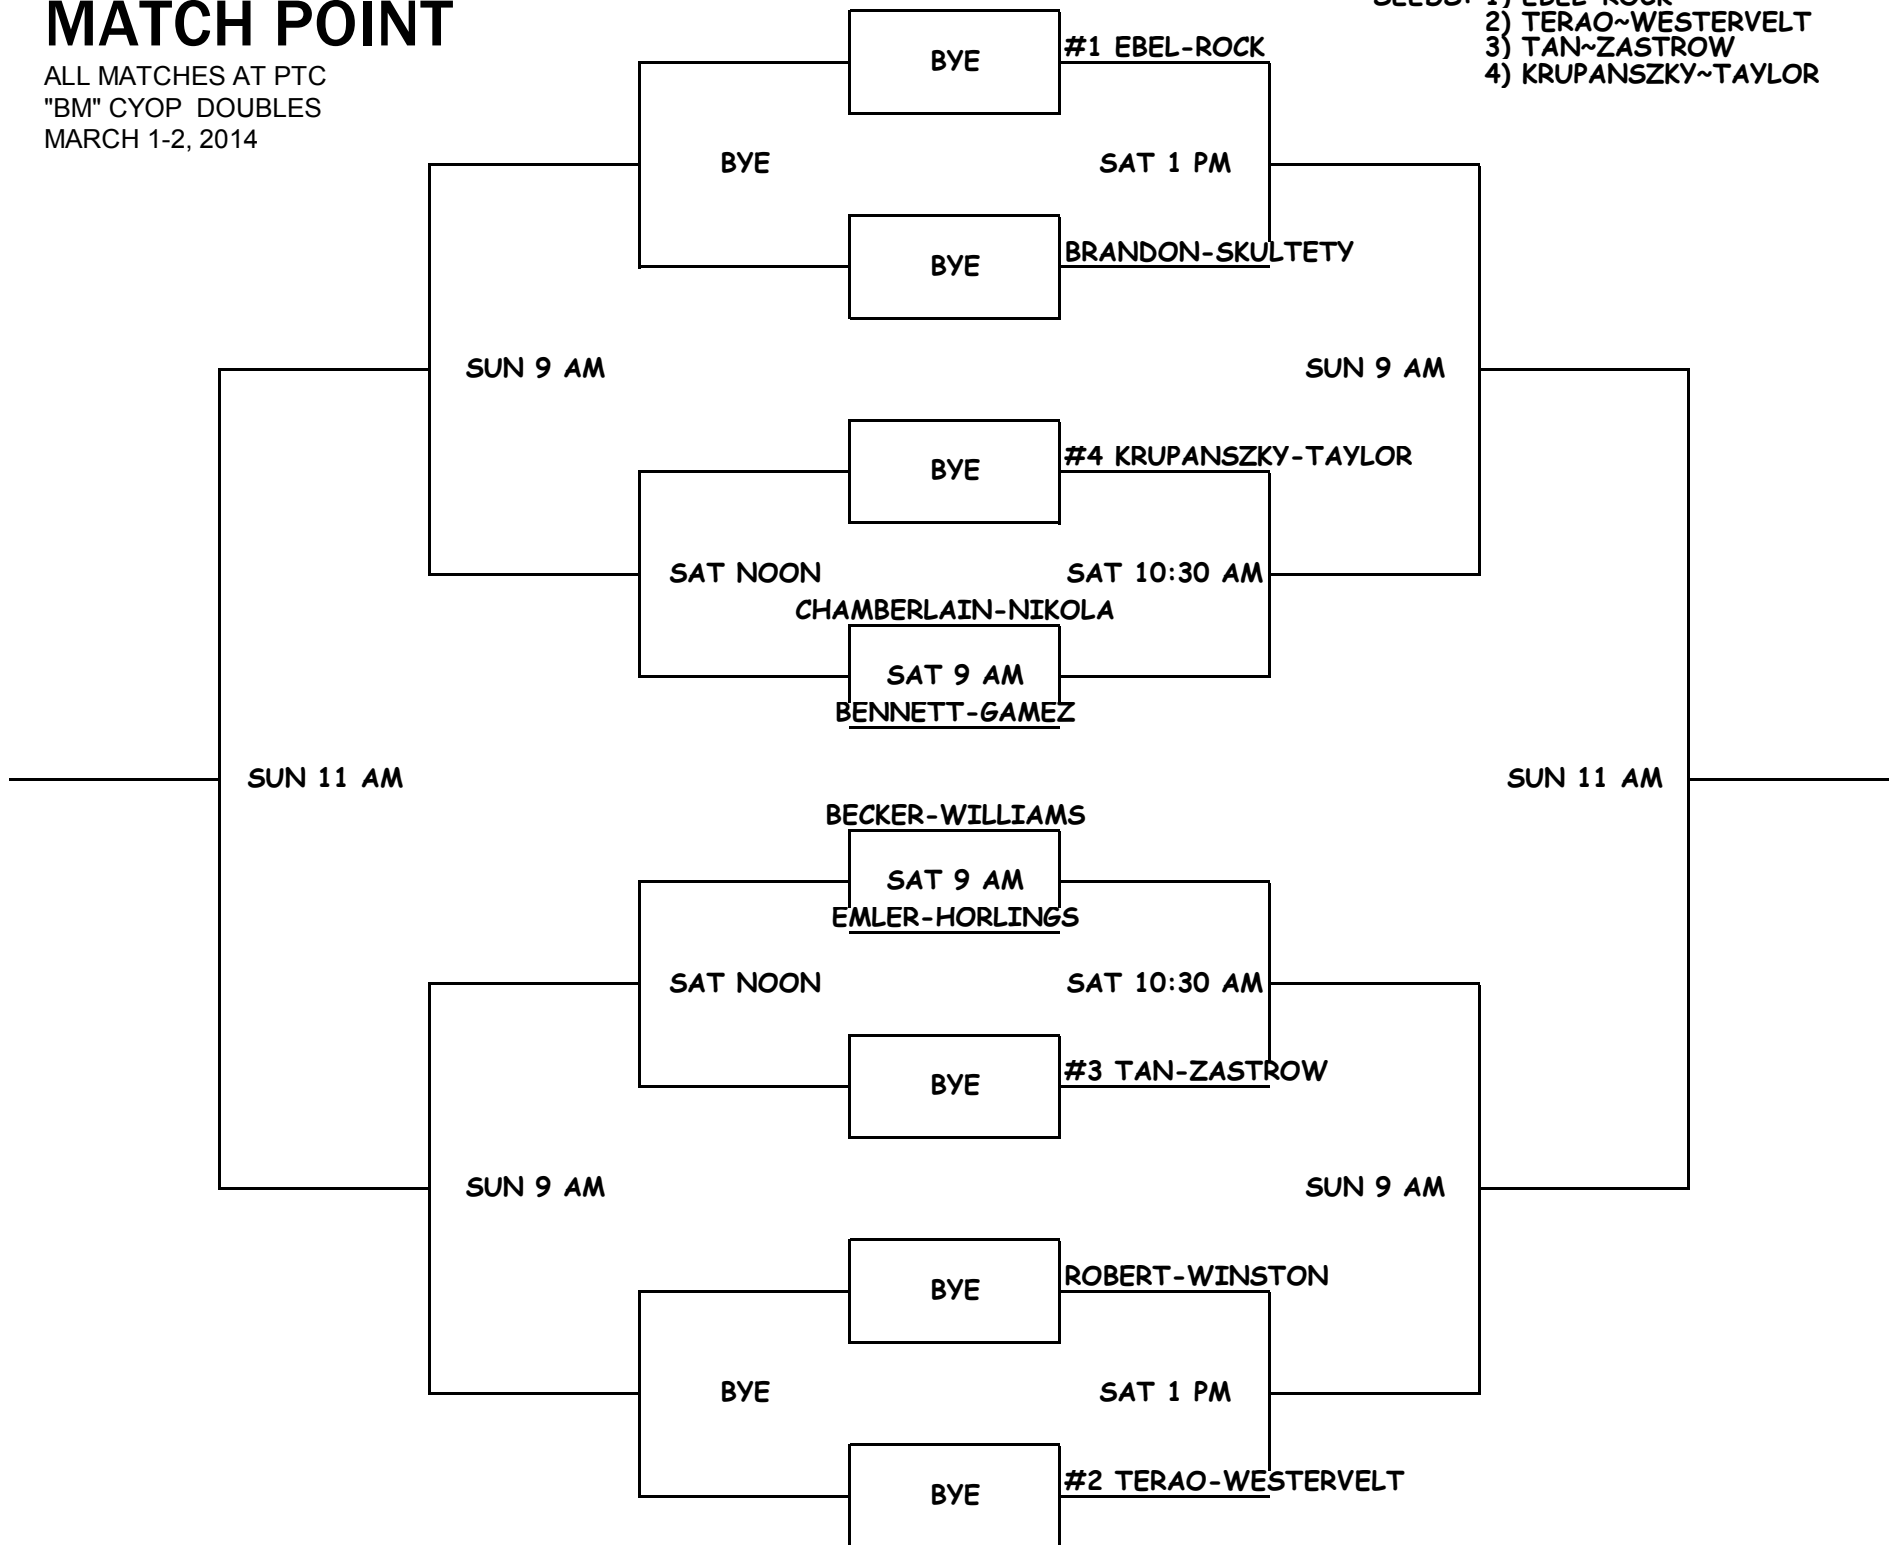 MATCH POINT
SEEDS: 1) EBEL~ROCK
2) TERAO~WESTERVELT
3) TAN~ZASTROW
4) KRUPANSZKY~TAYLOR
ALL MATCHES AT PTC
"BM" CYOP DOUBLES
MARCH 1-2, 2014
BYE
#1 EBEL-ROCK
BYE
SAT 1 PM
BYE
BRANDON-SKULTETY
SUN 9 AM
SUN 9 AM
BYE
#4 KRUPANSZKY-TAYLOR
SAT NOON
SAT 10:30 AM
CHAMBERLAIN-NIKOLA
SAT 9 AM
BENNETT-GAMEZ
SUN 11 AM
SUN 11 AM
BECKER-WILLIAMS
SAT 9 AM
EMLER-HORLINGS
SAT NOON
SAT 10:30 AM
BYE
#3 TAN-ZASTROW
SUN 9 AM
SUN 9 AM
BYE
ROBERT-WINSTON
BYE
SAT 1 PM
BYE
#2 TERAO-WESTERVELT